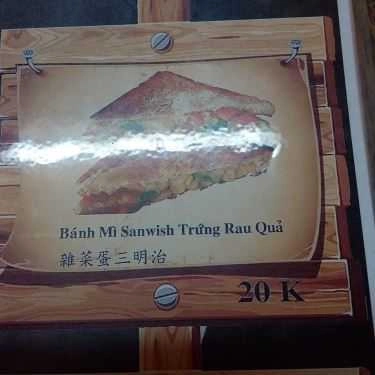 Bánh Mì Sanwish Trứng Rau Quả
雜菜蛋三明治
20 K